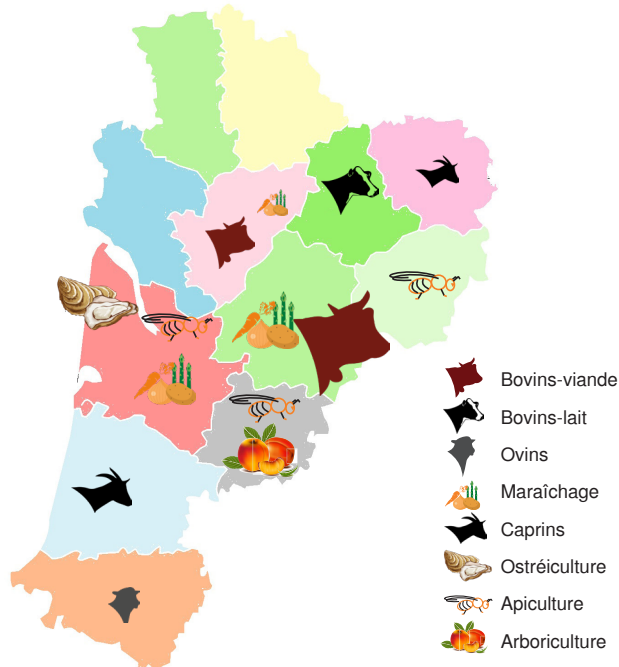 Bovins-viande
Bovins-lait
Ovins
Maraîchage
Caprins
Ostréiculture
Apiculture
Arboriculture